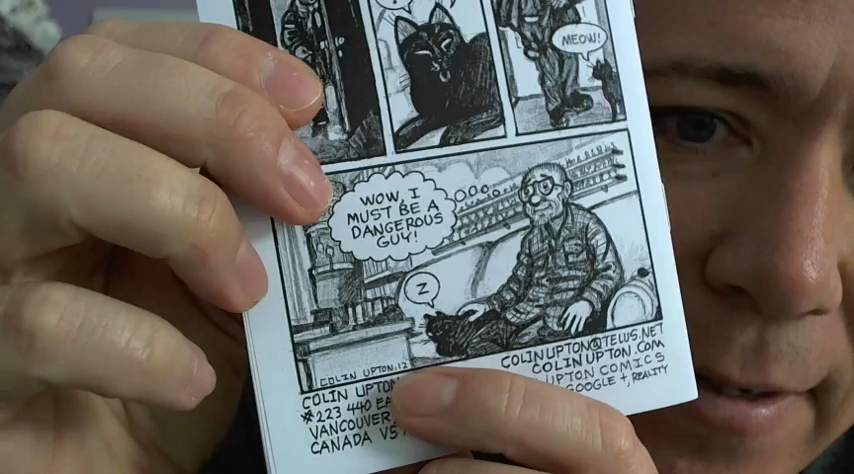 MEOW!
WOW, I
MUST BE A
DANGEROUS
GUY!
Z
COLIN UPTON.12
COLIN UPTON
*223 440 EA
VANCOUVER
CANADA V5
COLINUPTON@TELUS.NET
COLINUPTON.COM
UPTON COMICS
GOOGLE +, REALITY